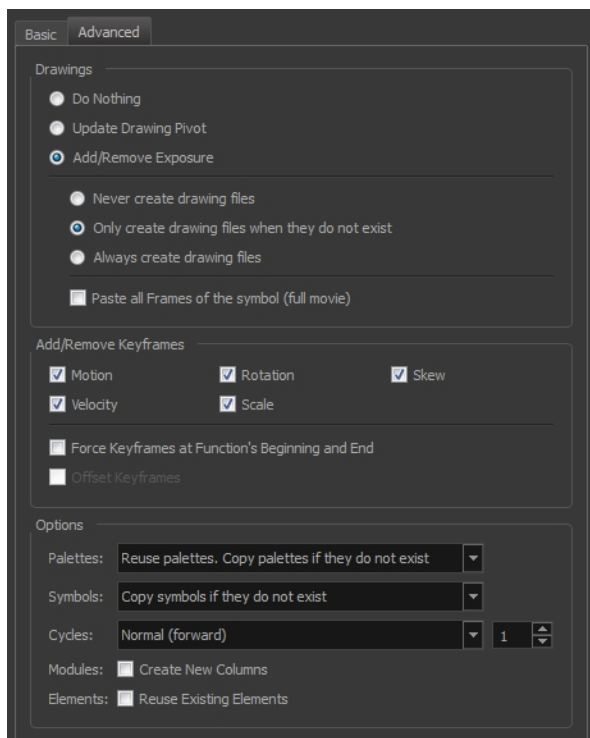 Basic Advanced
Drawings
Do Nothing
Update Drawing Pivot
Add/Remove Exposure
Never create drawing files
Only create drawing files when they do not exist
Always create drawing files
Paste all Frames of the symbol (full movie)
Add/Remove Keyframes
Motion Rotation Skew
Velocity Scale
Force Keyframes at Function's Beginning and End
Offset Keyframes
Options
Palettes: Reuse palettes. Copy palettes if they do not exist
Symbols: Copy symbols if they do not exist
Cycles: Normal (forward) 1
Modules: Create New Columns
Elements: Reuse Existing Elements